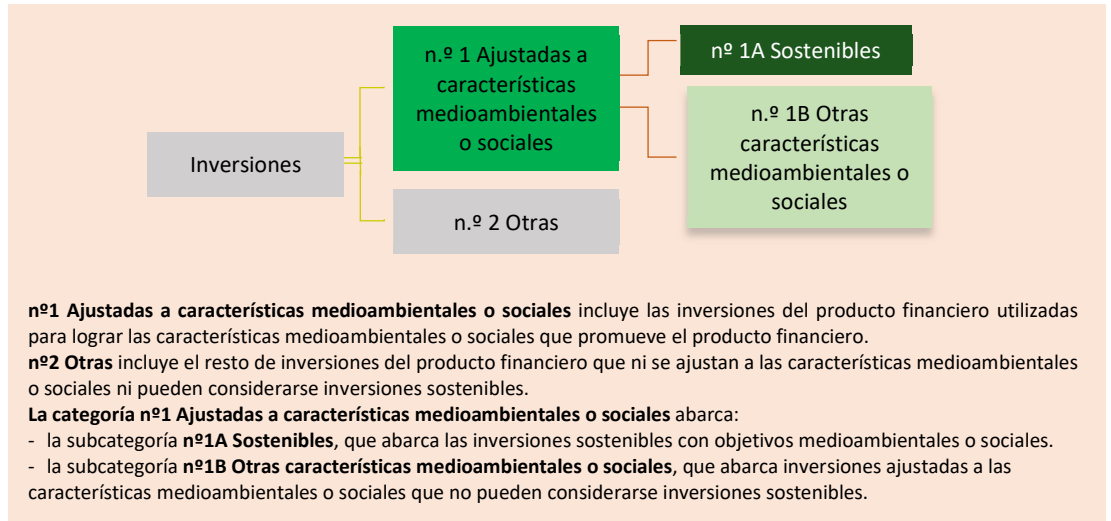 n.º 1 Ajustadas a
características
medioambientales
o sociales
nº 1A Sostenibles
n.º 1B Otras
características
medioambientales o
sociales
Inversiones
n.º 2 Otras
nº1 Ajustadas a características medioambientales o sociales incluye las inversiones del producto financiero utilizadas
para lograr las características medioambientales o sociales que promueve el producto financiero.
nº2 Otras incluye el resto de inversiones del producto financiero que ni se ajustan a las características medioambientales
o sociales ni pueden considerarse inversiones sostenibles.
La categoría nº1 Ajustadas a características medioambientales o sociales abarca:
- la subcategoría nº1A Sostenibles, que abarca las inversiones sostenibles con objetivos medioambientales o sociales.
- la subcategoría nº1B Otras características medioambientales o sociales, que abarca inversiones ajustadas a las
características medioambientales o sociales que no pueden considerarse inversiones sostenibles.